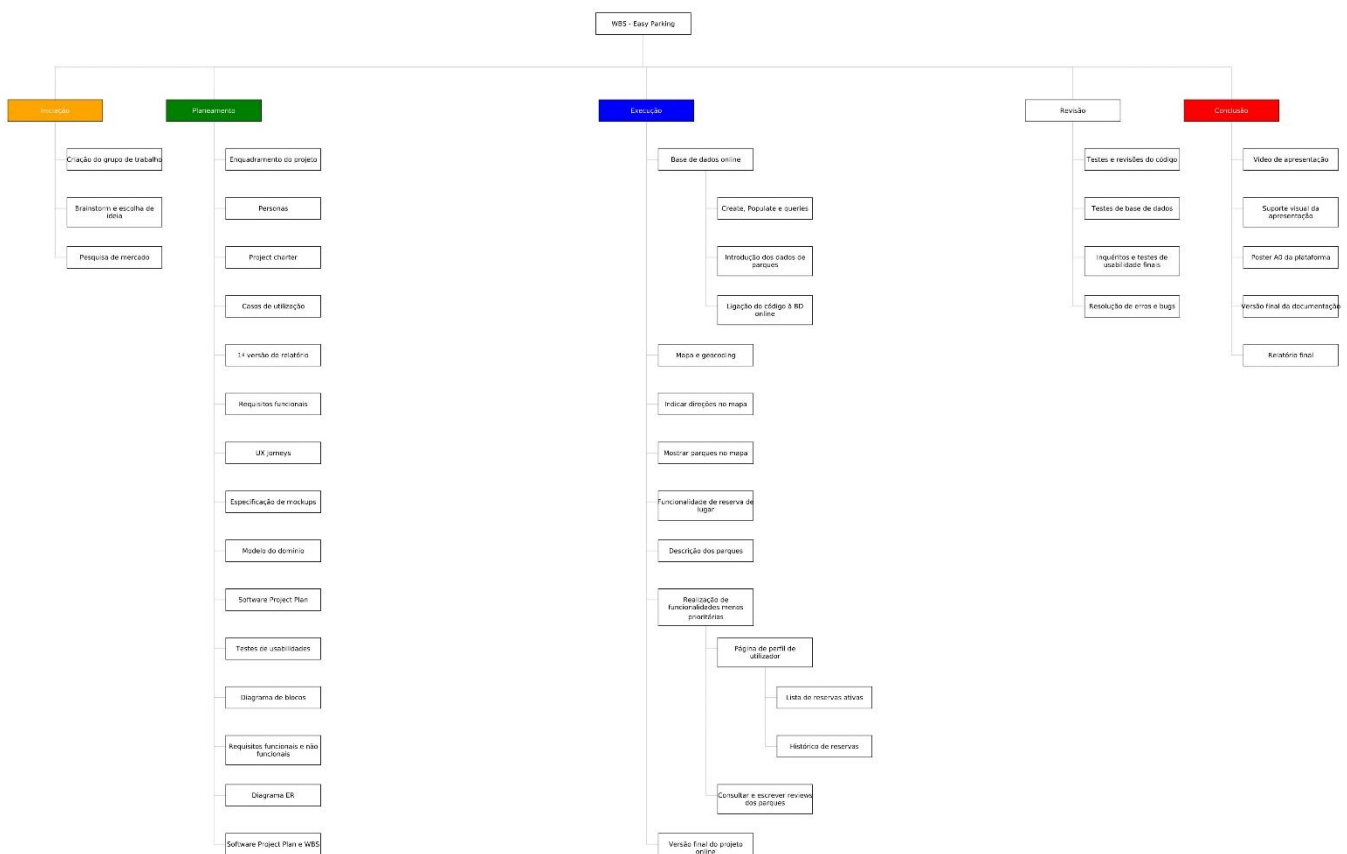 WBS - Easy Parking
Iniciação
Criação do grupo de trabalho
Brainstorm e escolha de
ideia
Pesquisa de mercado
Planeamento
Enquadramento do projeto
Personas
Project charter
Casos de utilização
1ª versão do relatório
Requisitos funcionais
UX jorneys
Especificação de mockups
Modelo do domínio
Software Project Plan
Testes de usabilidades
Diagrama de blocos
Requisitos funcionais e não
funcionais
Diagrama ER
Software Project Plan e WBS
Execução
Base de dados online
Create, Populate e queries
Introdução dos dados de
parques
Ligação do código à BD
online
Mapa e geocoding
Indicar direções no mapa
Mostrar parques no mapa
Funcionalidade de reserva de
lugar
Descrição dos parques
Realização de
funcionalidades menos
prioritárias
Página de perfil de
utilizador
Lista de reservas ativas
Histórico de reservas
Consultar e escrever reviews
dos parques
Versão final do projeto
online
Revisão
Testes e revisões do código
Testes de base de dados
Inquéritos e testes de
usabilidade finais
Resolução de erros e bugs
Conclusão
Vídeo de apresentação
Suporte visual da
apresentação
Poster A0 da plataforma
Versão final da documentação
Relatório final